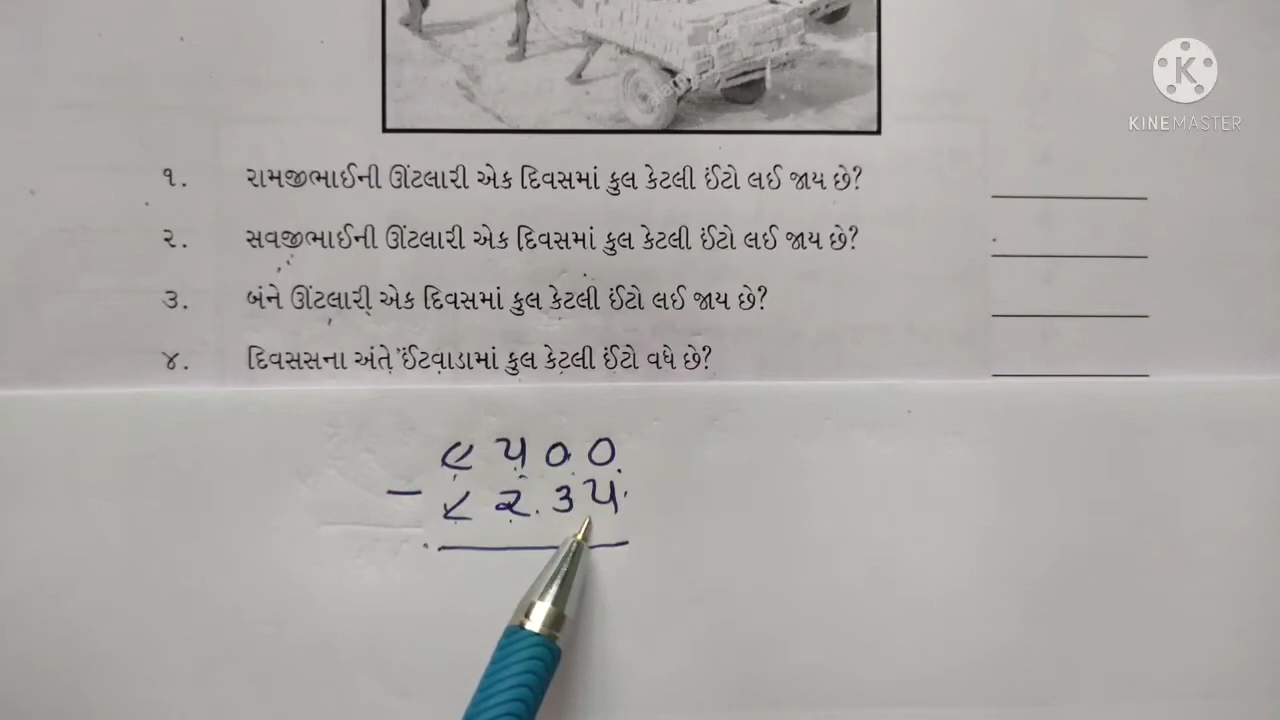 KINEMASTER
૧. રામજીભાઈની ઊંટલારી એક દિવસમાં કુલ કેટલી ઈંટો લઈ જાય છે?
૨. સવજીભાઈની ઊંટલારી એક દિવસમાં કુલ કેટલી ઈંટો લઈ જાય છે?
૩. બંને ઊંટલારી એક દિવસમાં કુલ કેટલી ઈંટો લઈ જાય છે?
૪. દિવસસના અંતે ઈંટવાડામાં કુલ કેટલી ઈંટો વધે છે?
૯૫૦૦
- ૮૨૩૫